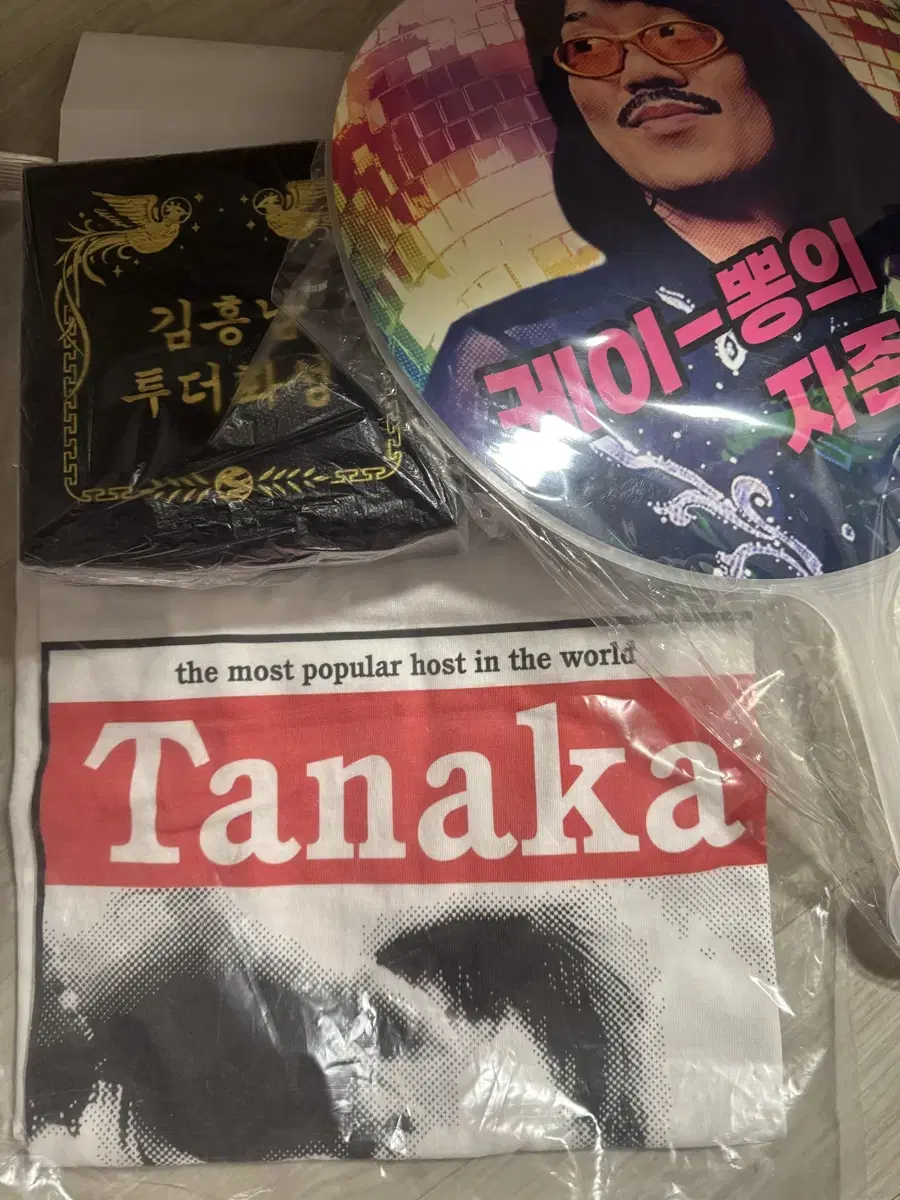 김흥남
투더화성
케이-뽕의
자존
the most popular host in the world
Tanaka